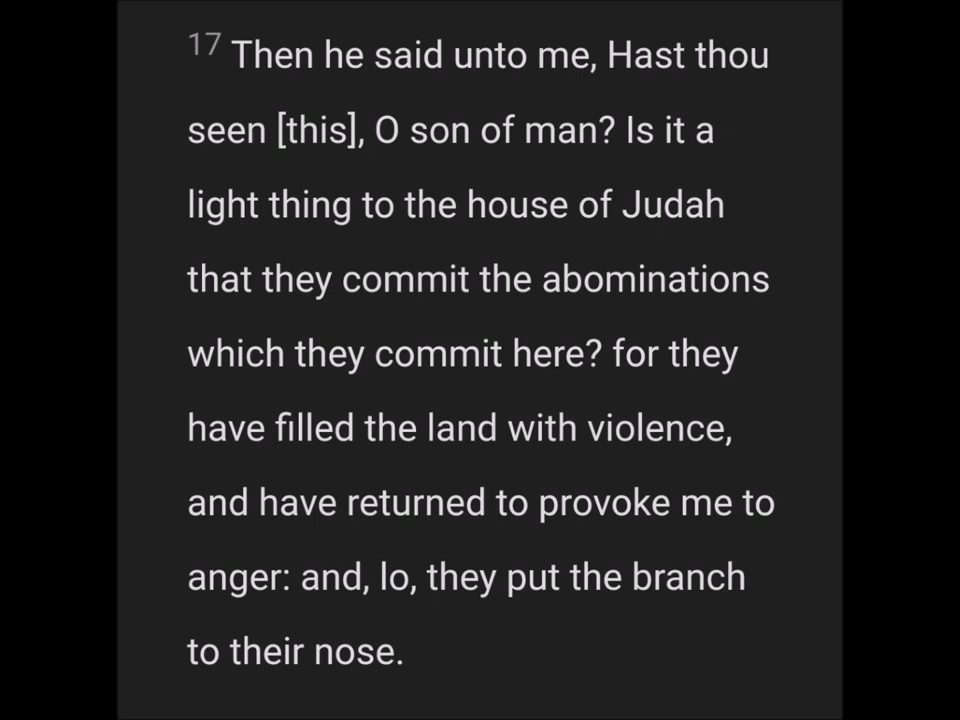 17 Then he said unto me, Hast thou
seen [this], O son of man? Is it a
light thing to the house of Judah
that they commit the abominations
which they commit here? for they
have filled the land with violence,
and have returned to provoke me to
anger: and, lo, they put the branch
to their nose.